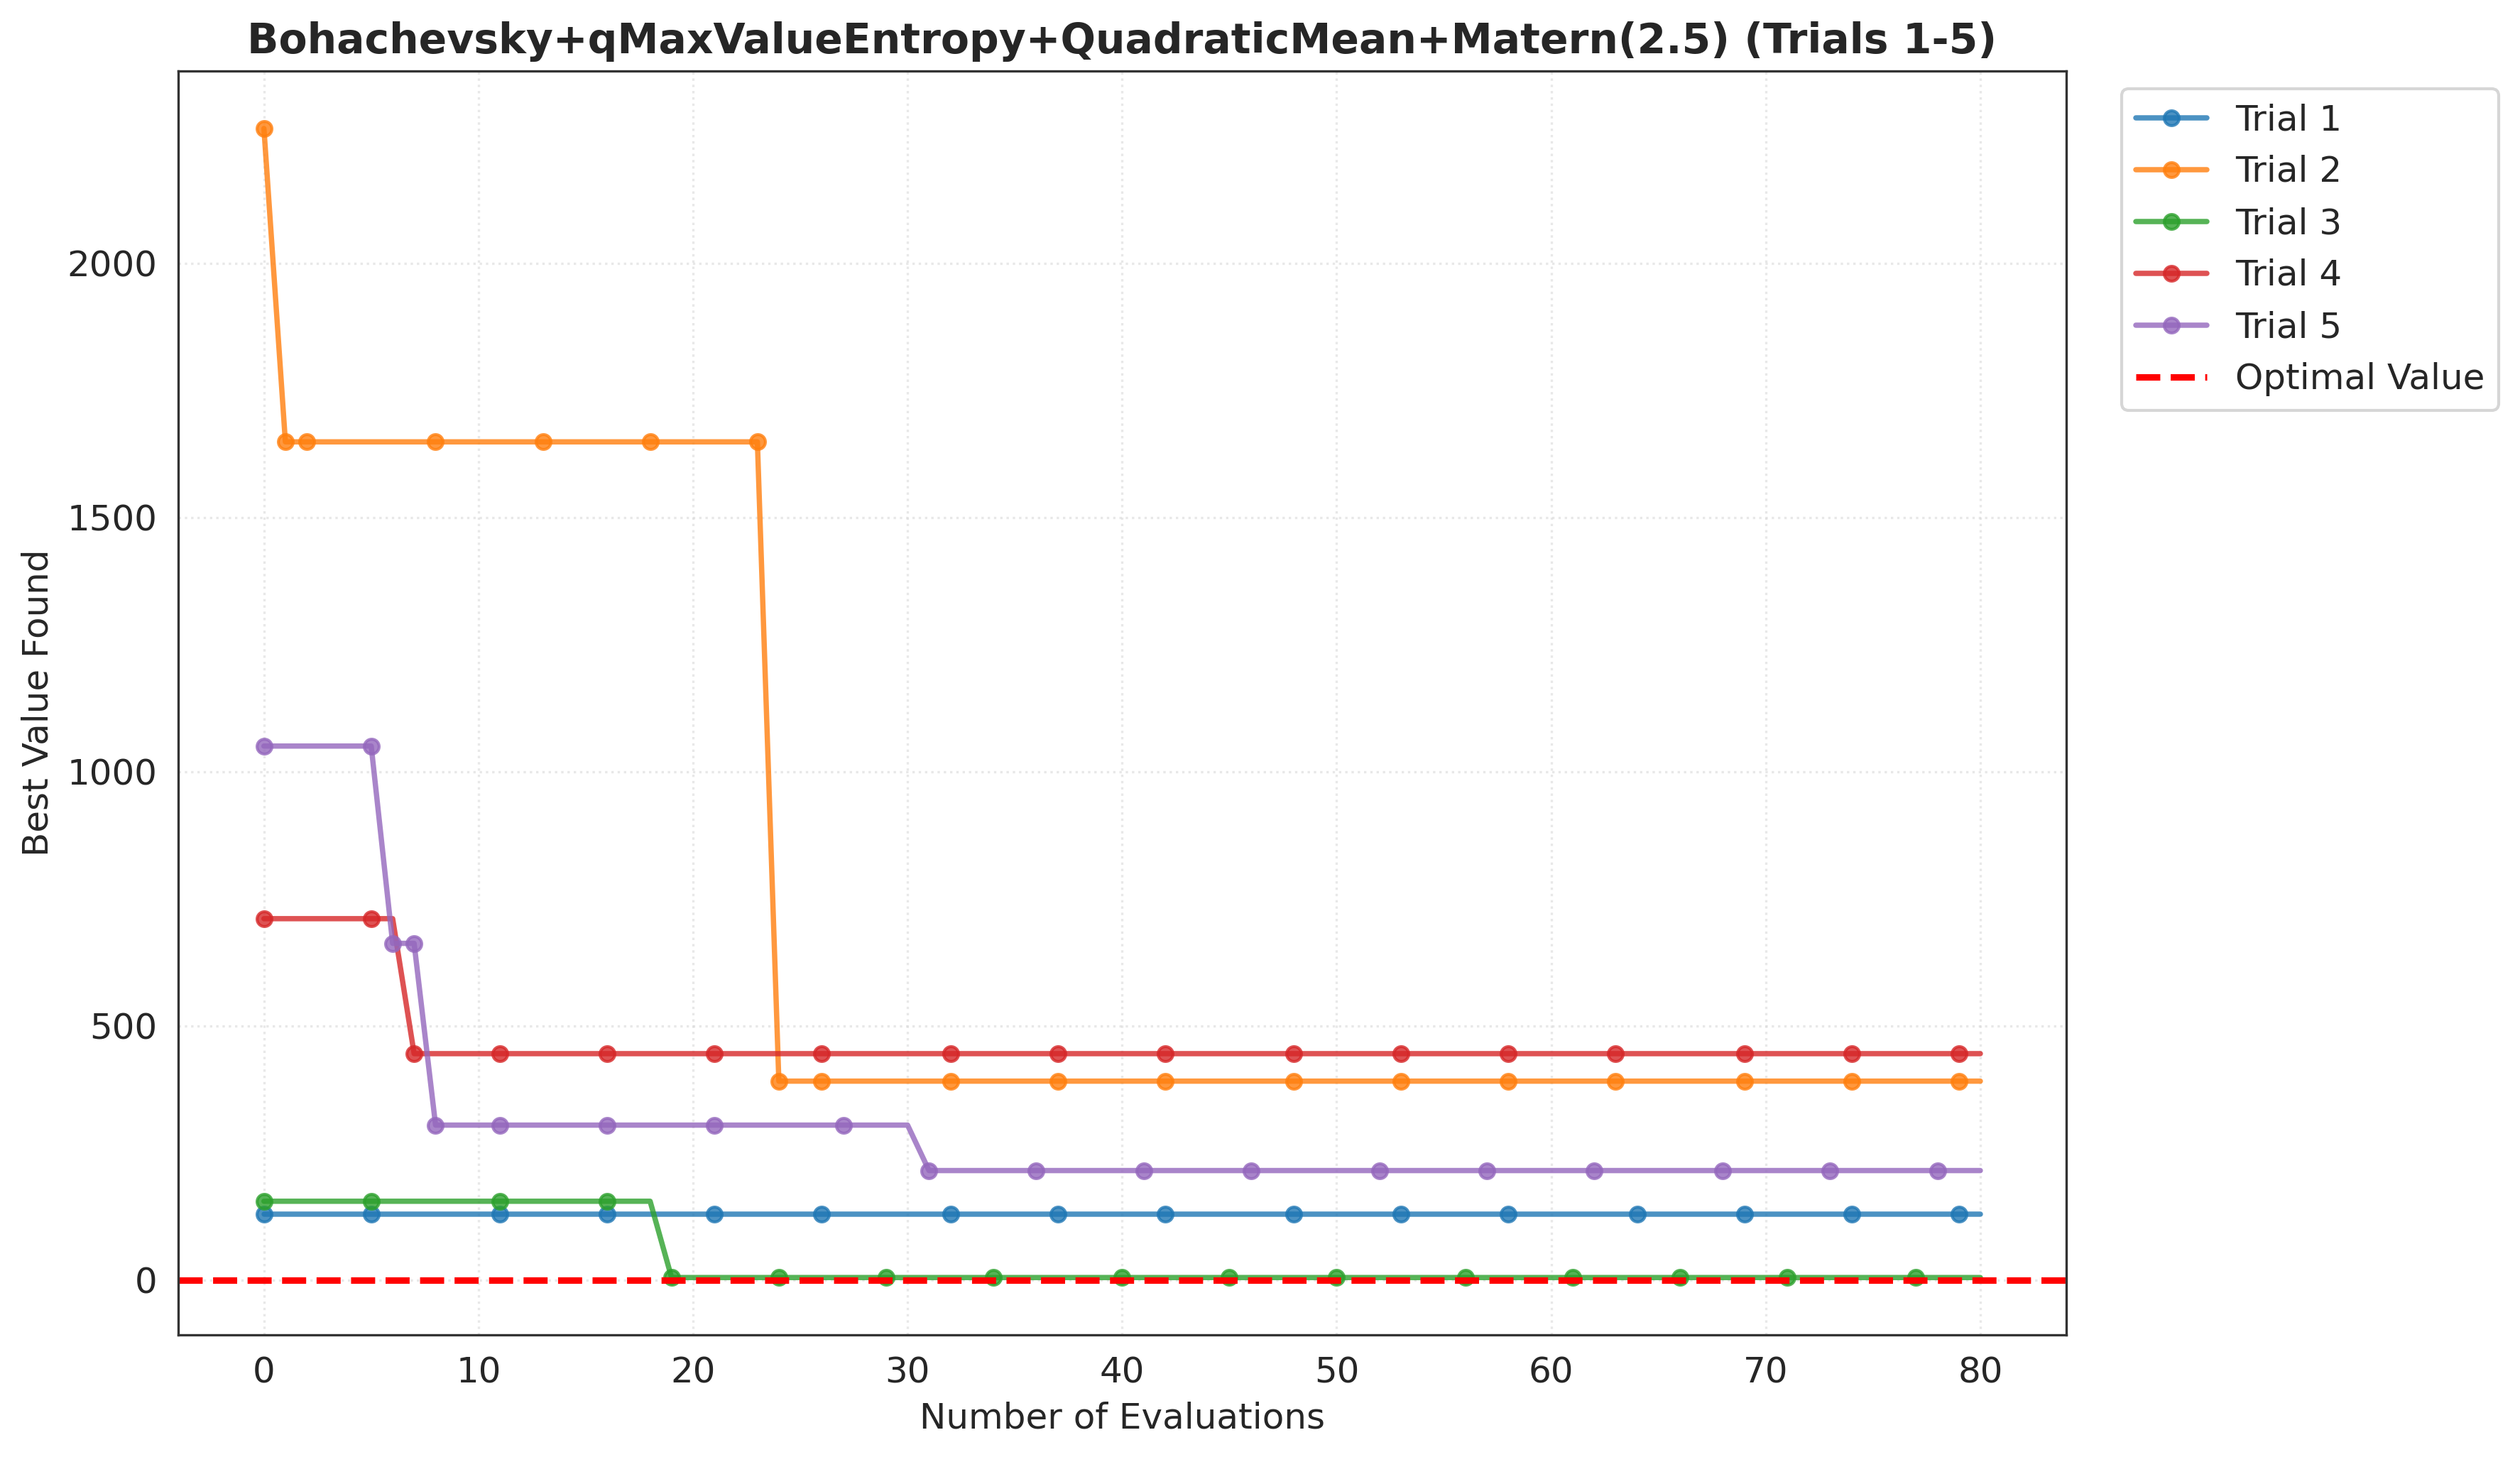 Bohachevsky+qMaxValueEntropy+QuadraticMean+Matern(2.5) (Trials 1-5)
Trial 1
Trial 2
Trial 3
Trial 4
Trial 5
Optimal Value
Best Value Found
2000
1500
1000
500
0
0 10 20 30 40 50 60 70 80
Number of Evaluations